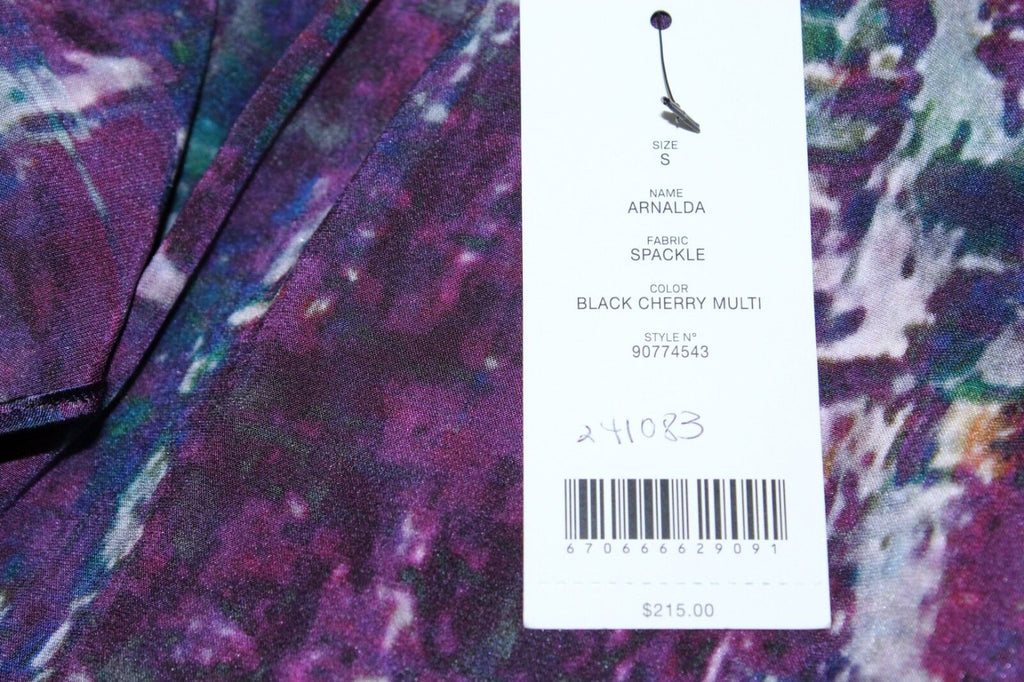 SIZE
S
NAME
ARNALDA
FABRIC
SPACKLE
COLOR
BLACK CHERRY MULTI
STYLE N°
90774543
241083
670666629091
$215.00